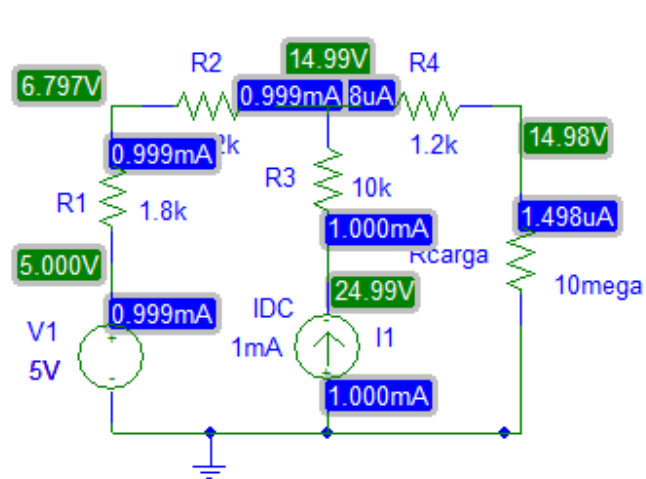 R2
14.99V
R4
6.797V
0.999mA
8uA
0.999mA
2k
1.2k
14.98V
R3
10k
R1
1.8k
1.000mA
1.498uA
Rcarga
5.000V
24.99V
10mega
0.999mA
IDC
V1
1mA
I1
5V
+
-
-
+
1.000mA